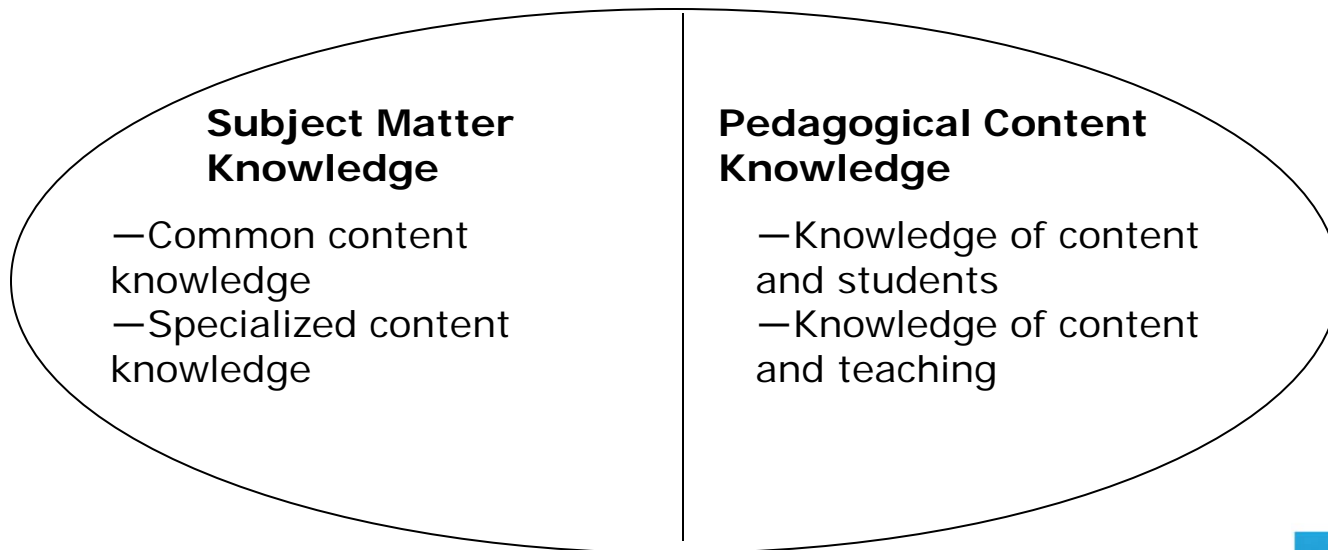 Subject Matter
Knowledge
—Common content
knowledge
—Specialized content
knowledge
Pedagogical Content
Knowledge
—Knowledge of content
and students
—Knowledge of content
and teaching